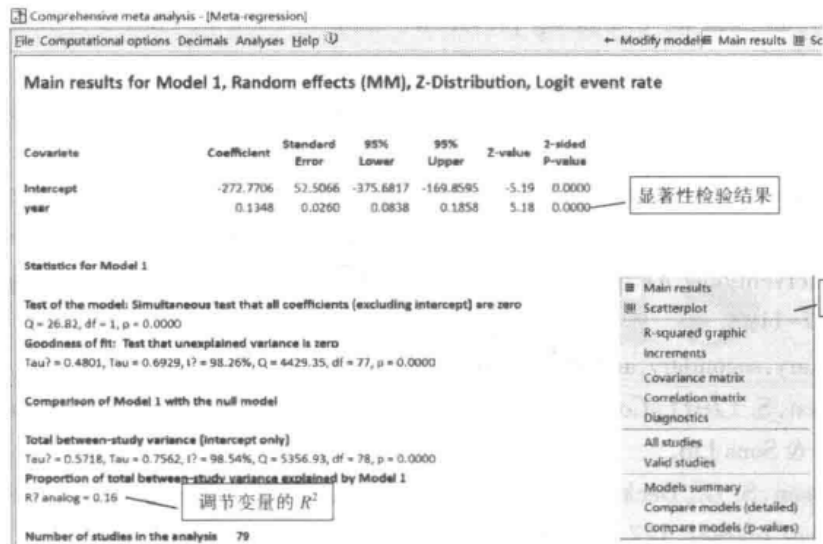 Comprehensive meta analysis - [Meta-regression]
File Computational options Decimals Analyses Help
← Modify model Main results Sc
Main results for Model 1, Random effects (MM), Z-Distribution, Logit event rate
Covariate Coefficient Standard Error 95% Lower 95% Upper Z-value 2-sided P-value
Intercept -272.7706 52.5066 -375.6817 -169.8595 -5.19 0.0000
year 0.1348 0.0260 0.0838 0.1858 5.18 0.0000
显著性检验结果
Statistics for Model 1
Test of the model: Simultaneous test that all coefficients (excluding intercept) are zero
Q = 26.82, df = 1, p = 0.0000
Goodness of fit: Test that unexplained variance is zero
Tau? = 0.4801, Tau = 0.6929, I? = 98.26%, Q = 4429.35, df = 77, p = 0.0000
Comparison of Model 1 with the null model
Total between-study variance (intercept only)
Tau? = 0.5718, Tau = 0.7562, I? = 98.54%, Q = 5356.93, df = 78, p = 0.0000
Proportion of total between-study variance explained by Model 1
R? analog = 0.16
调节变量的 R²
Number of studies in the analysis 79
Main results
Scatterplot
R-squared graphic
Increments
Covariance matrix
Correlation matrix
Diagnostics
All studies
Valid studies
Models summary
Compare models (detailed)
Compare models (p-values)